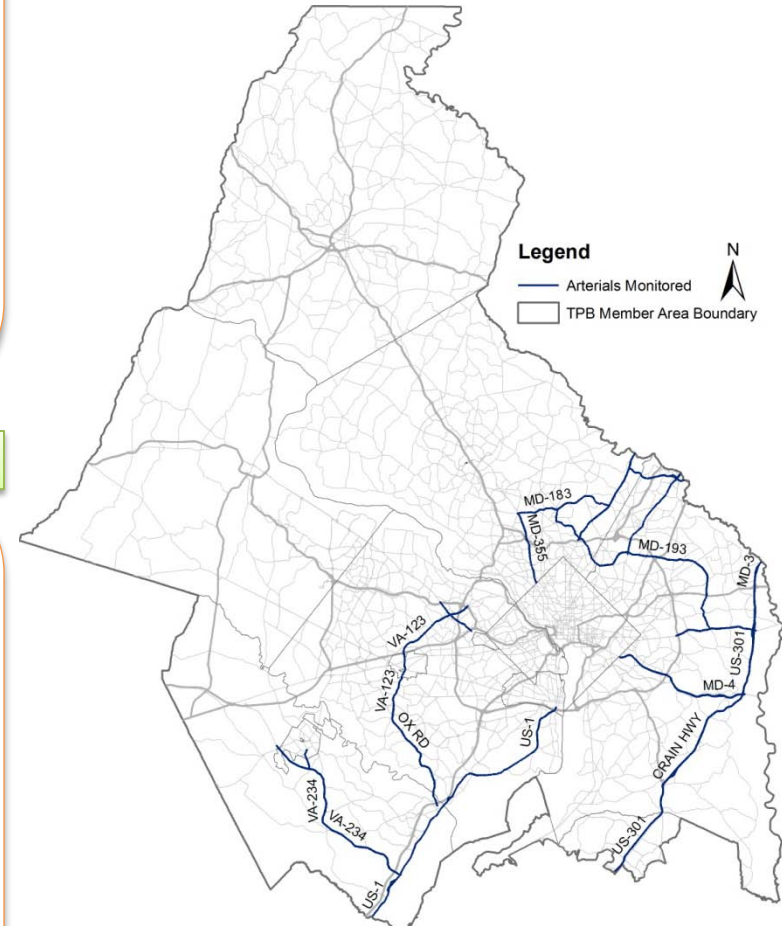 Legend
N
Arterials Monitored
TPB Member Area Boundary
MD-183
MD-355
MD-193
MD-3
US-301
MD-4
VA-123
VA-123
OX RD
US-1
CRAIN HWY
VA-234
VA-234
US-301
US-1